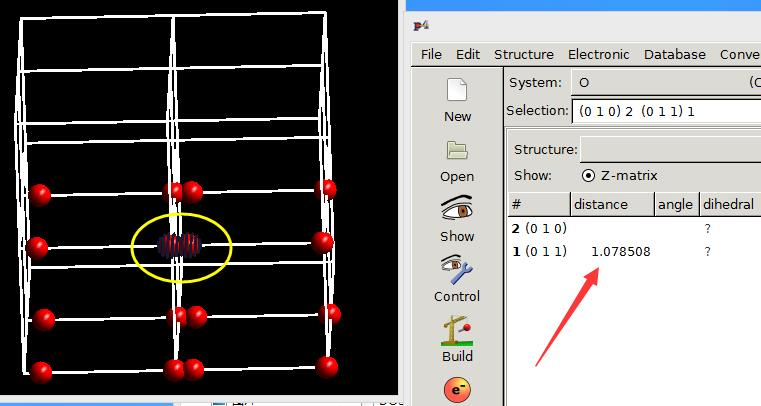 p4
File Edit Structure Electronic Database Conve
System: O (C
Selection: (0 1 0) 2 (0 1 1) 1
New
Structure:
Show: Z-matrix
Open
# distance angle dihedral
2 (0 1 0) ?
Show
1 (0 1 1) 1.078508 ?
Control
Build
e-